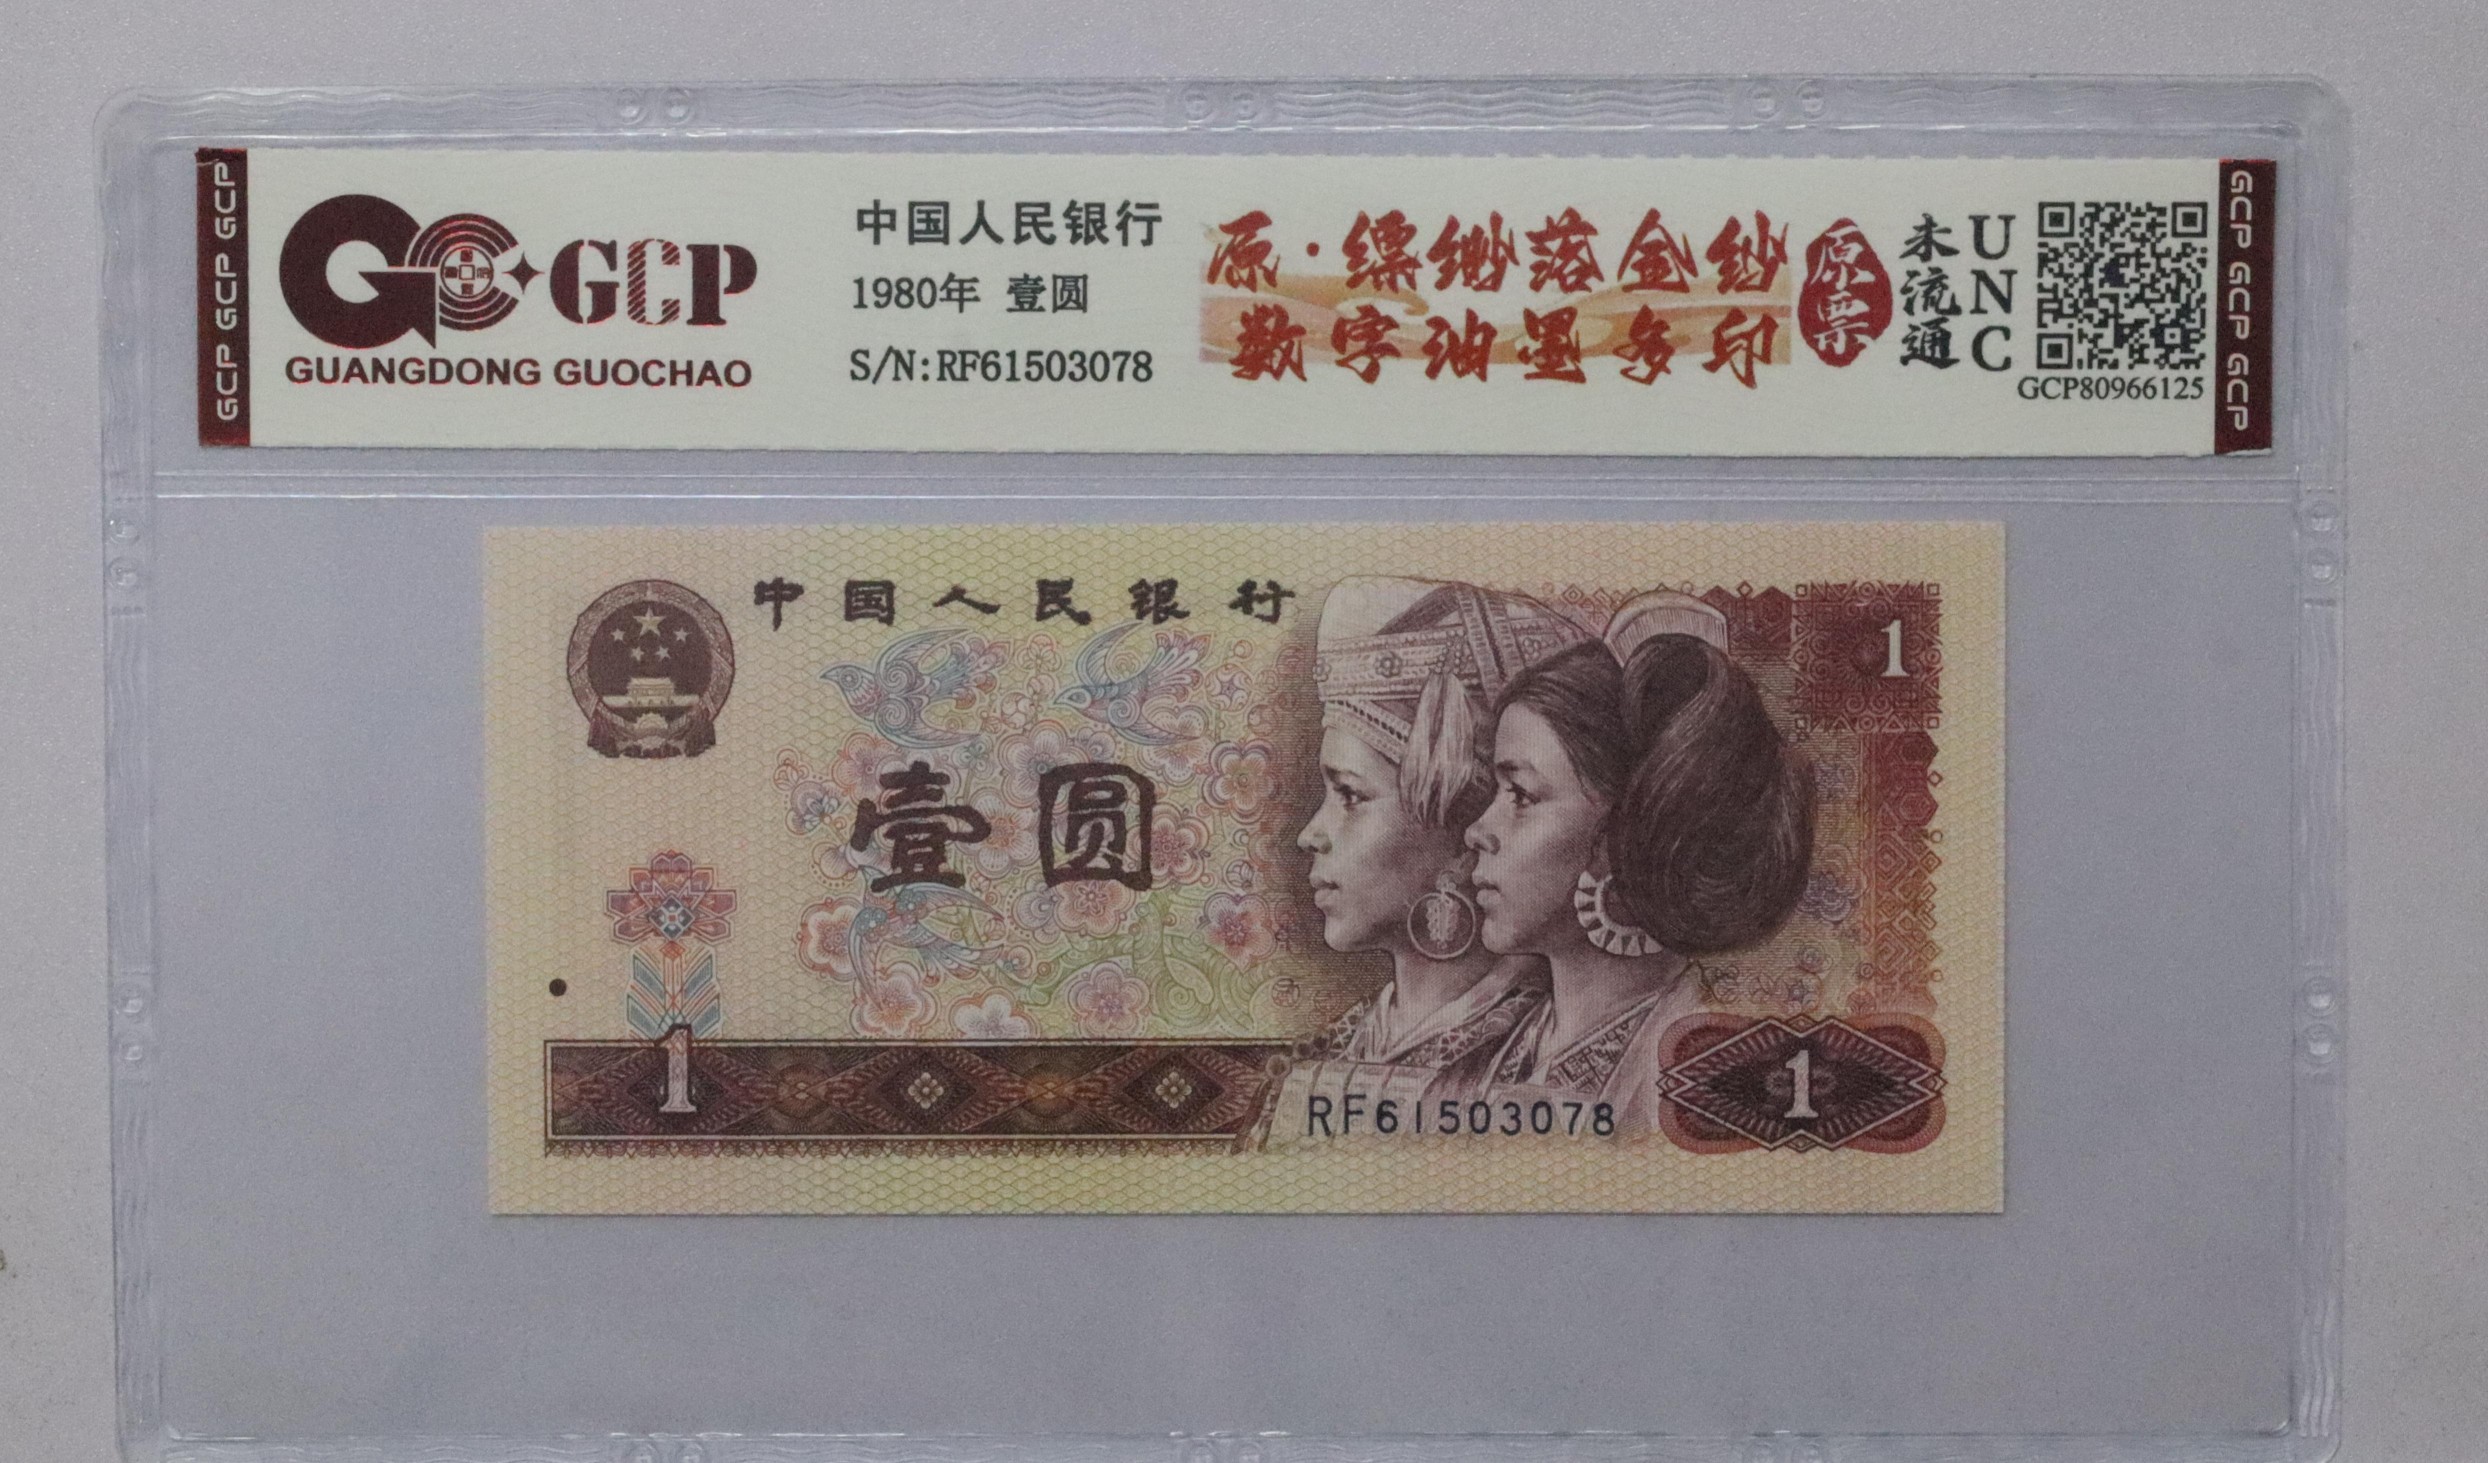 GCP GCP GCP
GCP
GUANGDONG GUOCHAO
中国人民银行
1980年 壹圆
S/N:RF61503078
原·缥缈落金纱
数字油墨多印
原票
未流通
UNC
GCP80966125
GCP GCP GCP
中国人民银行
1
壹圆
1
RF61503078
1